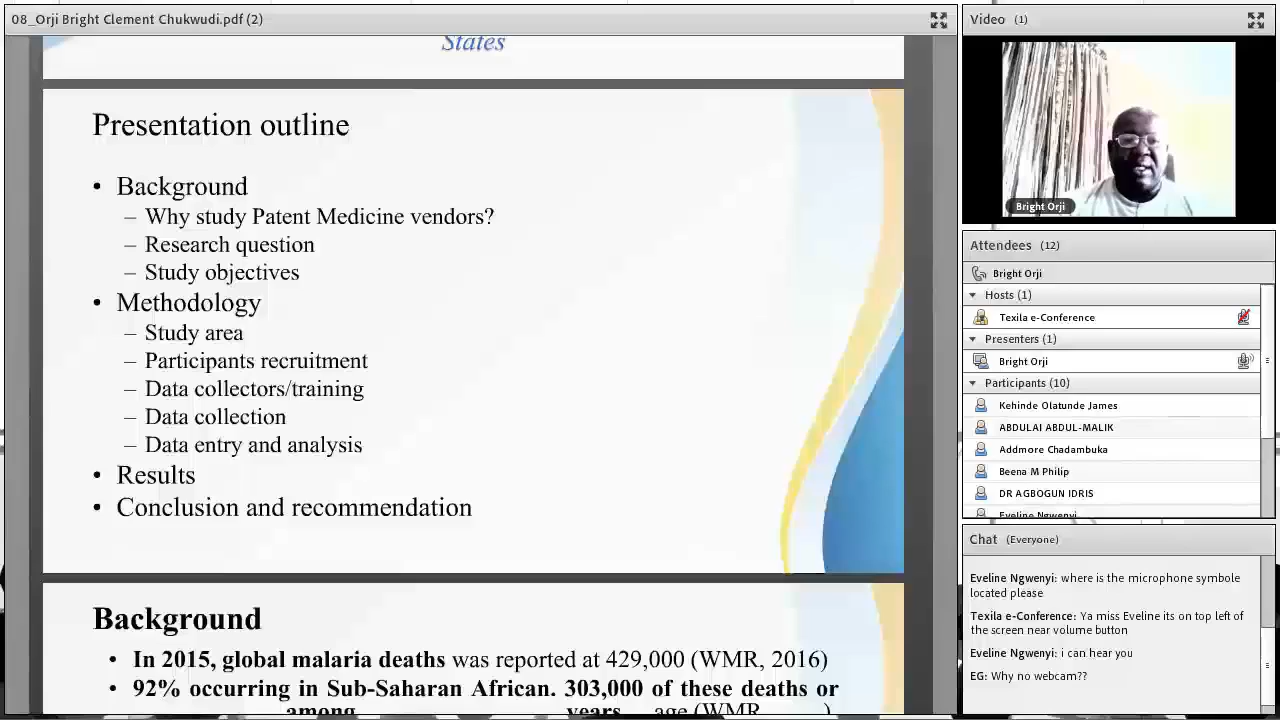 08_Orji Bright Clement Chukwudi.pdf (2)
States
Presentation outline
• Background
– Why study Patent Medicine vendors?
– Research question
– Study objectives
• Methodology
– Study area
– Participants recruitment
– Data collectors/training
– Data collection
– Data entry and analysis
• Results
• Conclusion and recommendation
Background
• In 2015, global malaria deaths was reported at 429,000 (WMR, 2016)
• 92% occurring in Sub-Saharan African. 303,000 of these deaths or
among years age (WMR )
Video (1)
Bright Orji
Attendees (12)
Bright Orji
Hosts (1)
Texila e-Conference
Presenters (1)
Bright Orji
Participants (10)
Kehinde Olatunde James
ABDULAI ABDUL-MALIK
Addmore Chadambuka
Beena M Philip
DR AGBOGUN IDRIS
Eveline Ngwenyi
Chat (Everyone)
Eveline Ngwenyi: where is the microphone symbole
located please
Texila e-Conference: Ya miss Eveline its on top left of
the screen near volume button
Eveline Ngwenyi: i can hear you
EG: Why no webcam??